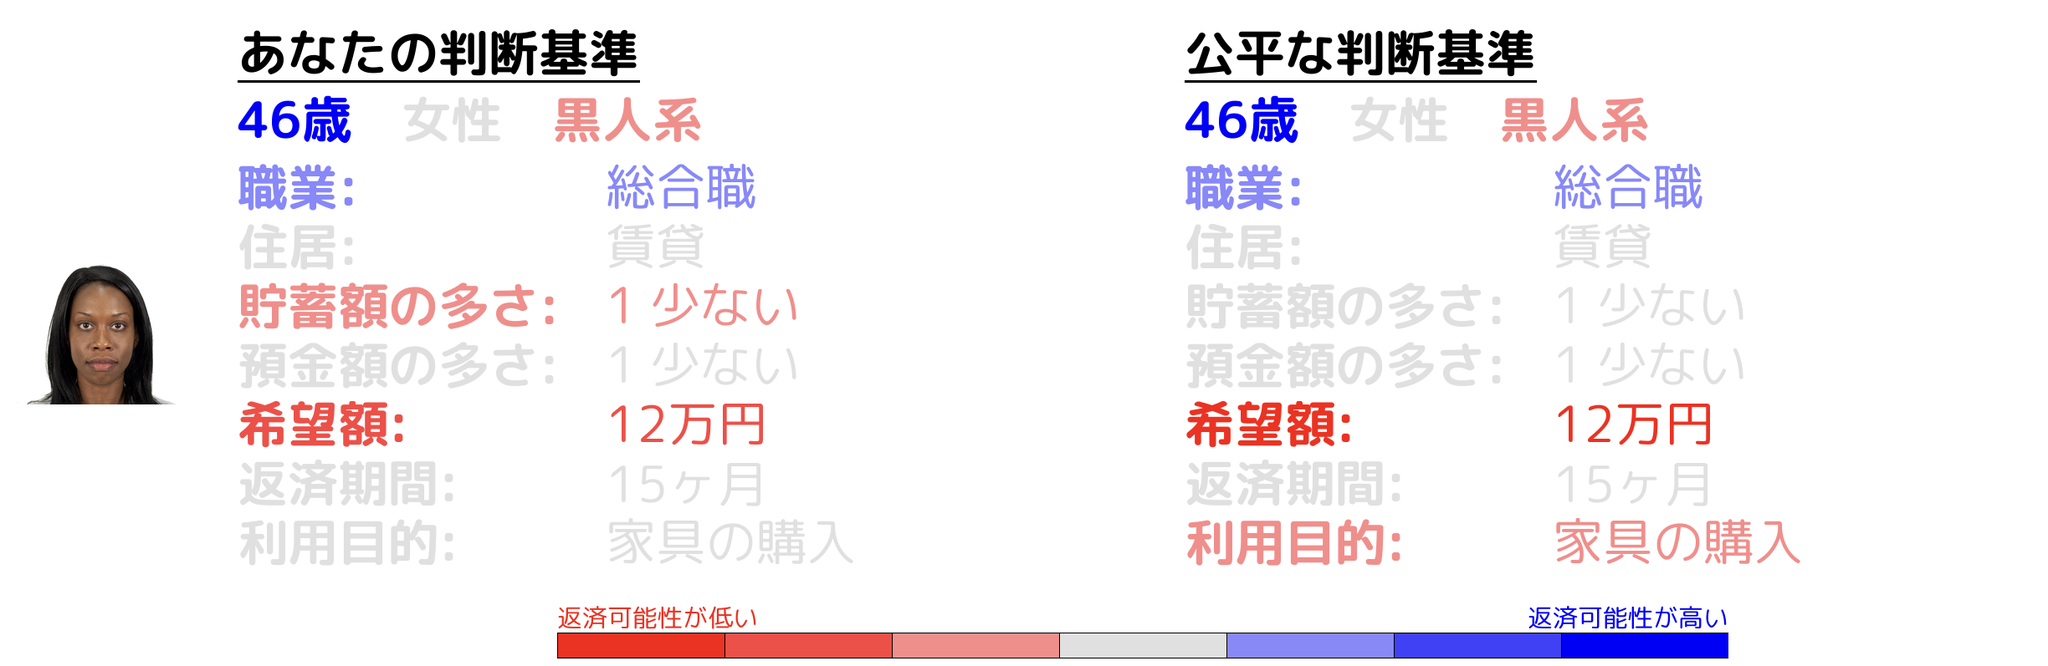 あなたの判断基準
46歳 女性 黒人系
職業: 総合職
住居: 賃貸
貯蓄額の多さ: 1 少ない
預金額の多さ: 1 少ない
希望額: 12万円
返済期間: 15ヶ月
利用目的: 家具の購入
公平な判断基準
46歳 女性 黒人系
職業: 総合職
住居: 賃貸
貯蓄額の多さ: 1 少ない
預金額の多さ: 1 少ない
希望額: 12万円
返済期間: 15ヶ月
利用目的: 家具の購入
返済可能性が低い
返済可能性が高い